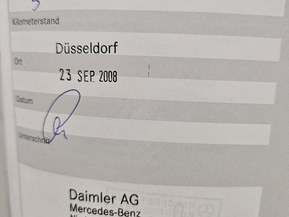 Kilometerstand
Düsseldorf
Ort
23 SEP. 2008
Datum
Unterschrift
Daimler AG
Mercedes-Benz